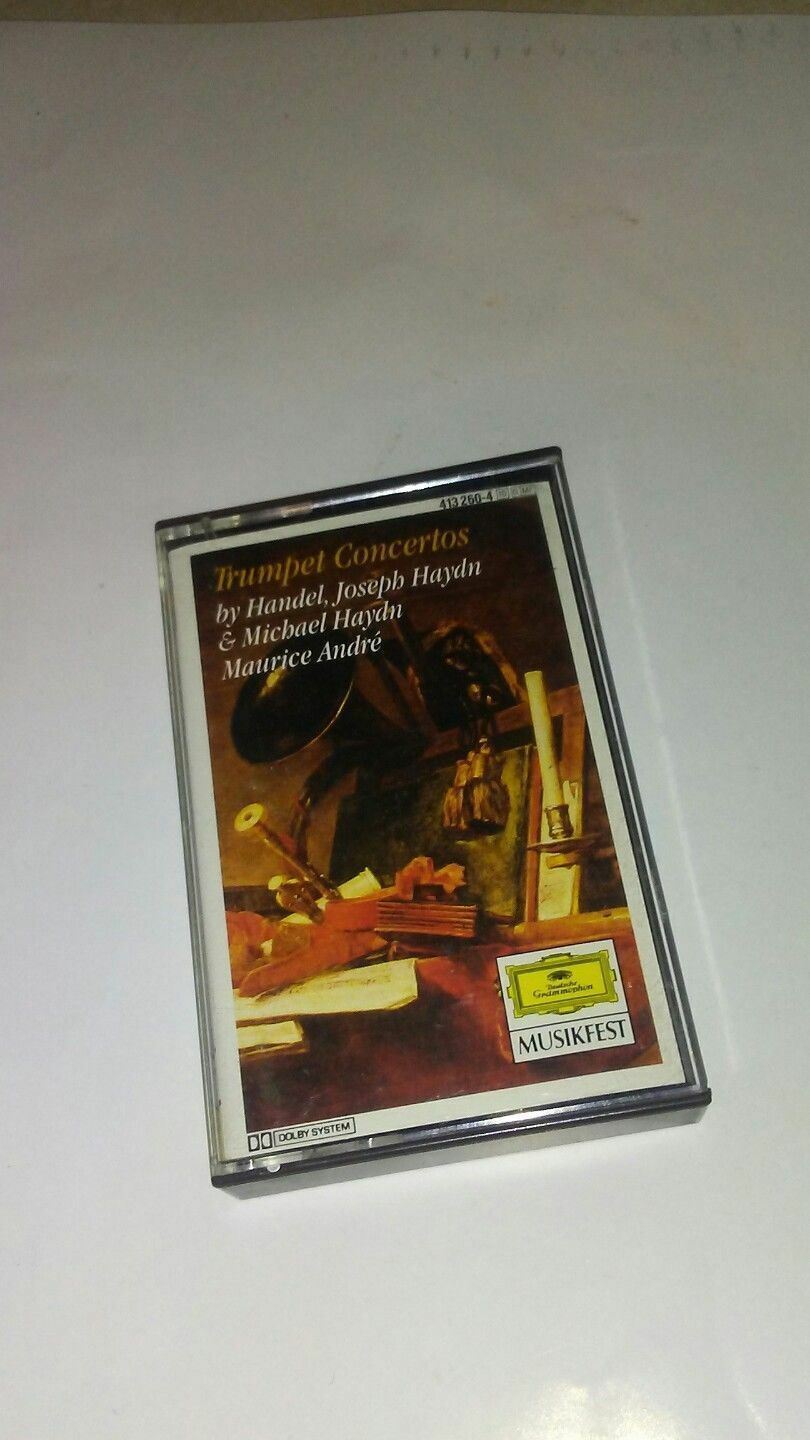 413 260-4
Trumpet Concertos
by Handel, Joseph Haydn
& Michael Haydn
Maurice André
Deutsche
Grammophon
MUSIKFEST
DOLBY SYSTEM